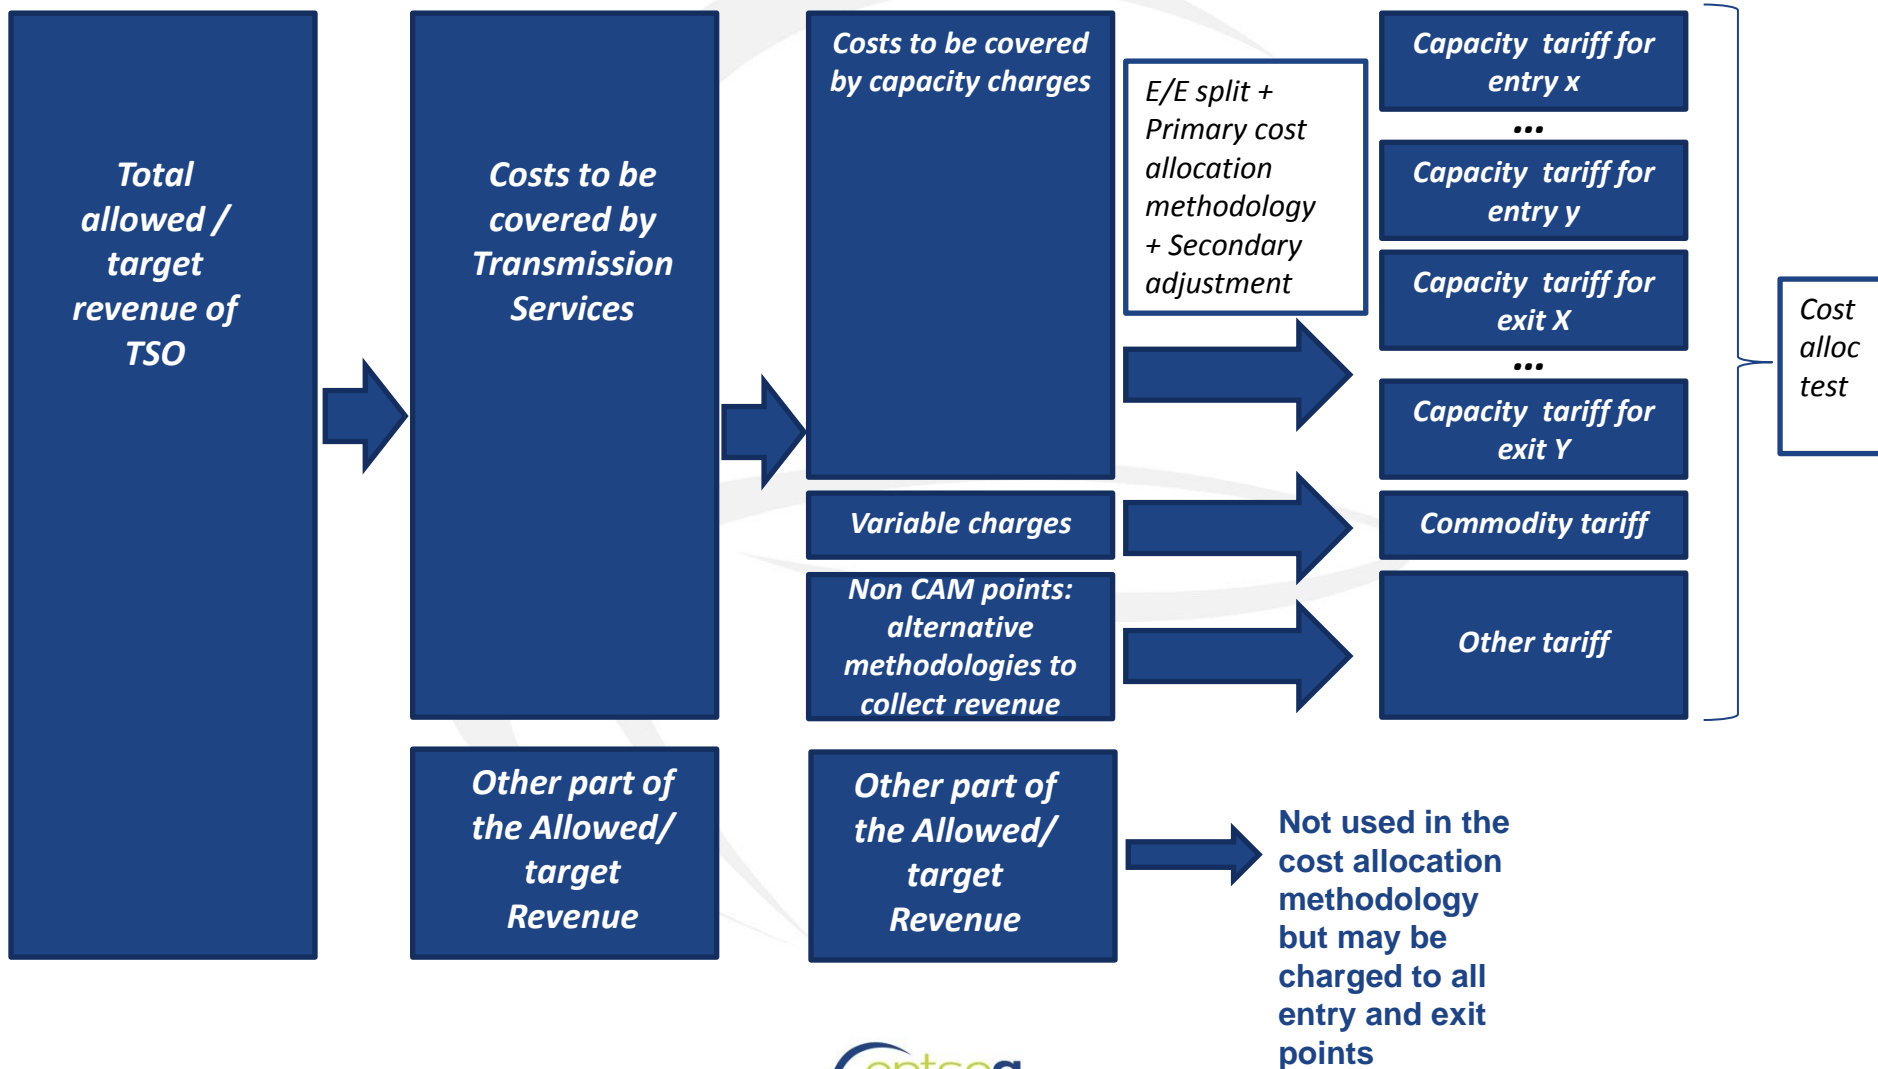 Total
allowed /
target
revenue of
TSO
Costs to be
covered by
Transmission
Services
Other part of
the Allowed/
target
Revenue
Costs to be covered
by capacity charges
Variable charges
Non CAM points:
alternative
methodologies to
collect revenue
Other part of
the Allowed/
target
Revenue
E/E split +
Primary cost
allocation
methodology
+ Secondary
adjustment
Capacity tariff for
entry x
...
Capacity tariff for
entry y
Capacity tariff for
exit X
...
Capacity tariff for
exit Y
Commodity tariff
Other tariff
Not used in the
cost allocation
methodology
but may be
charged to all
entry and exit
points
Cost
alloc
test
entsog